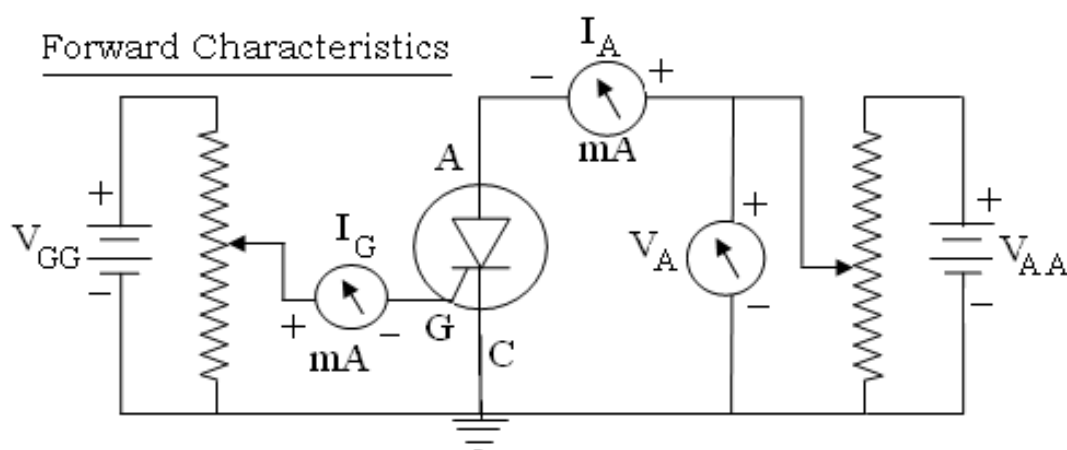 Forward Characteristics
I_A
− +
mA
A
+
V_GG
−
I_G
+ −
mA
G
C
+
V_A
−
+
V_AA
−